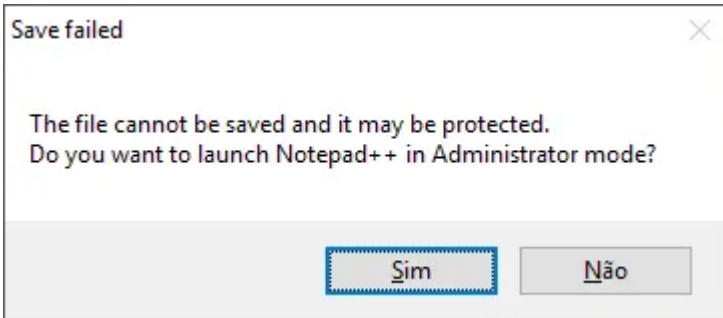 Save failed
The file cannot be saved and it may be protected.
Do you want to launch Notepad++ in Administrator mode?
Sim
Não